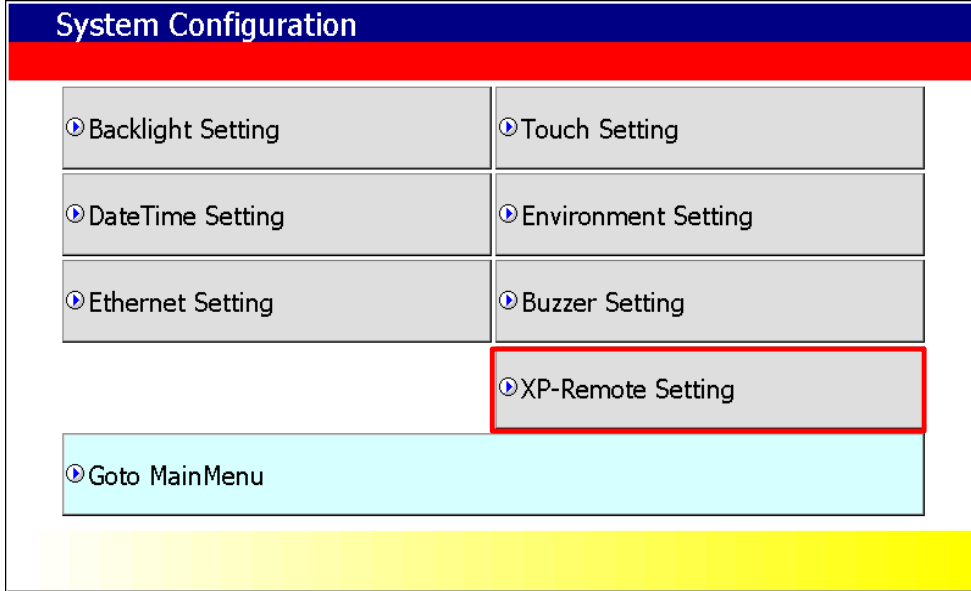 System Configuration
Backlight Setting
Touch Setting
DateTime Setting
Environment Setting
Ethernet Setting
Buzzer Setting
XP-Remote Setting
Goto MainMenu